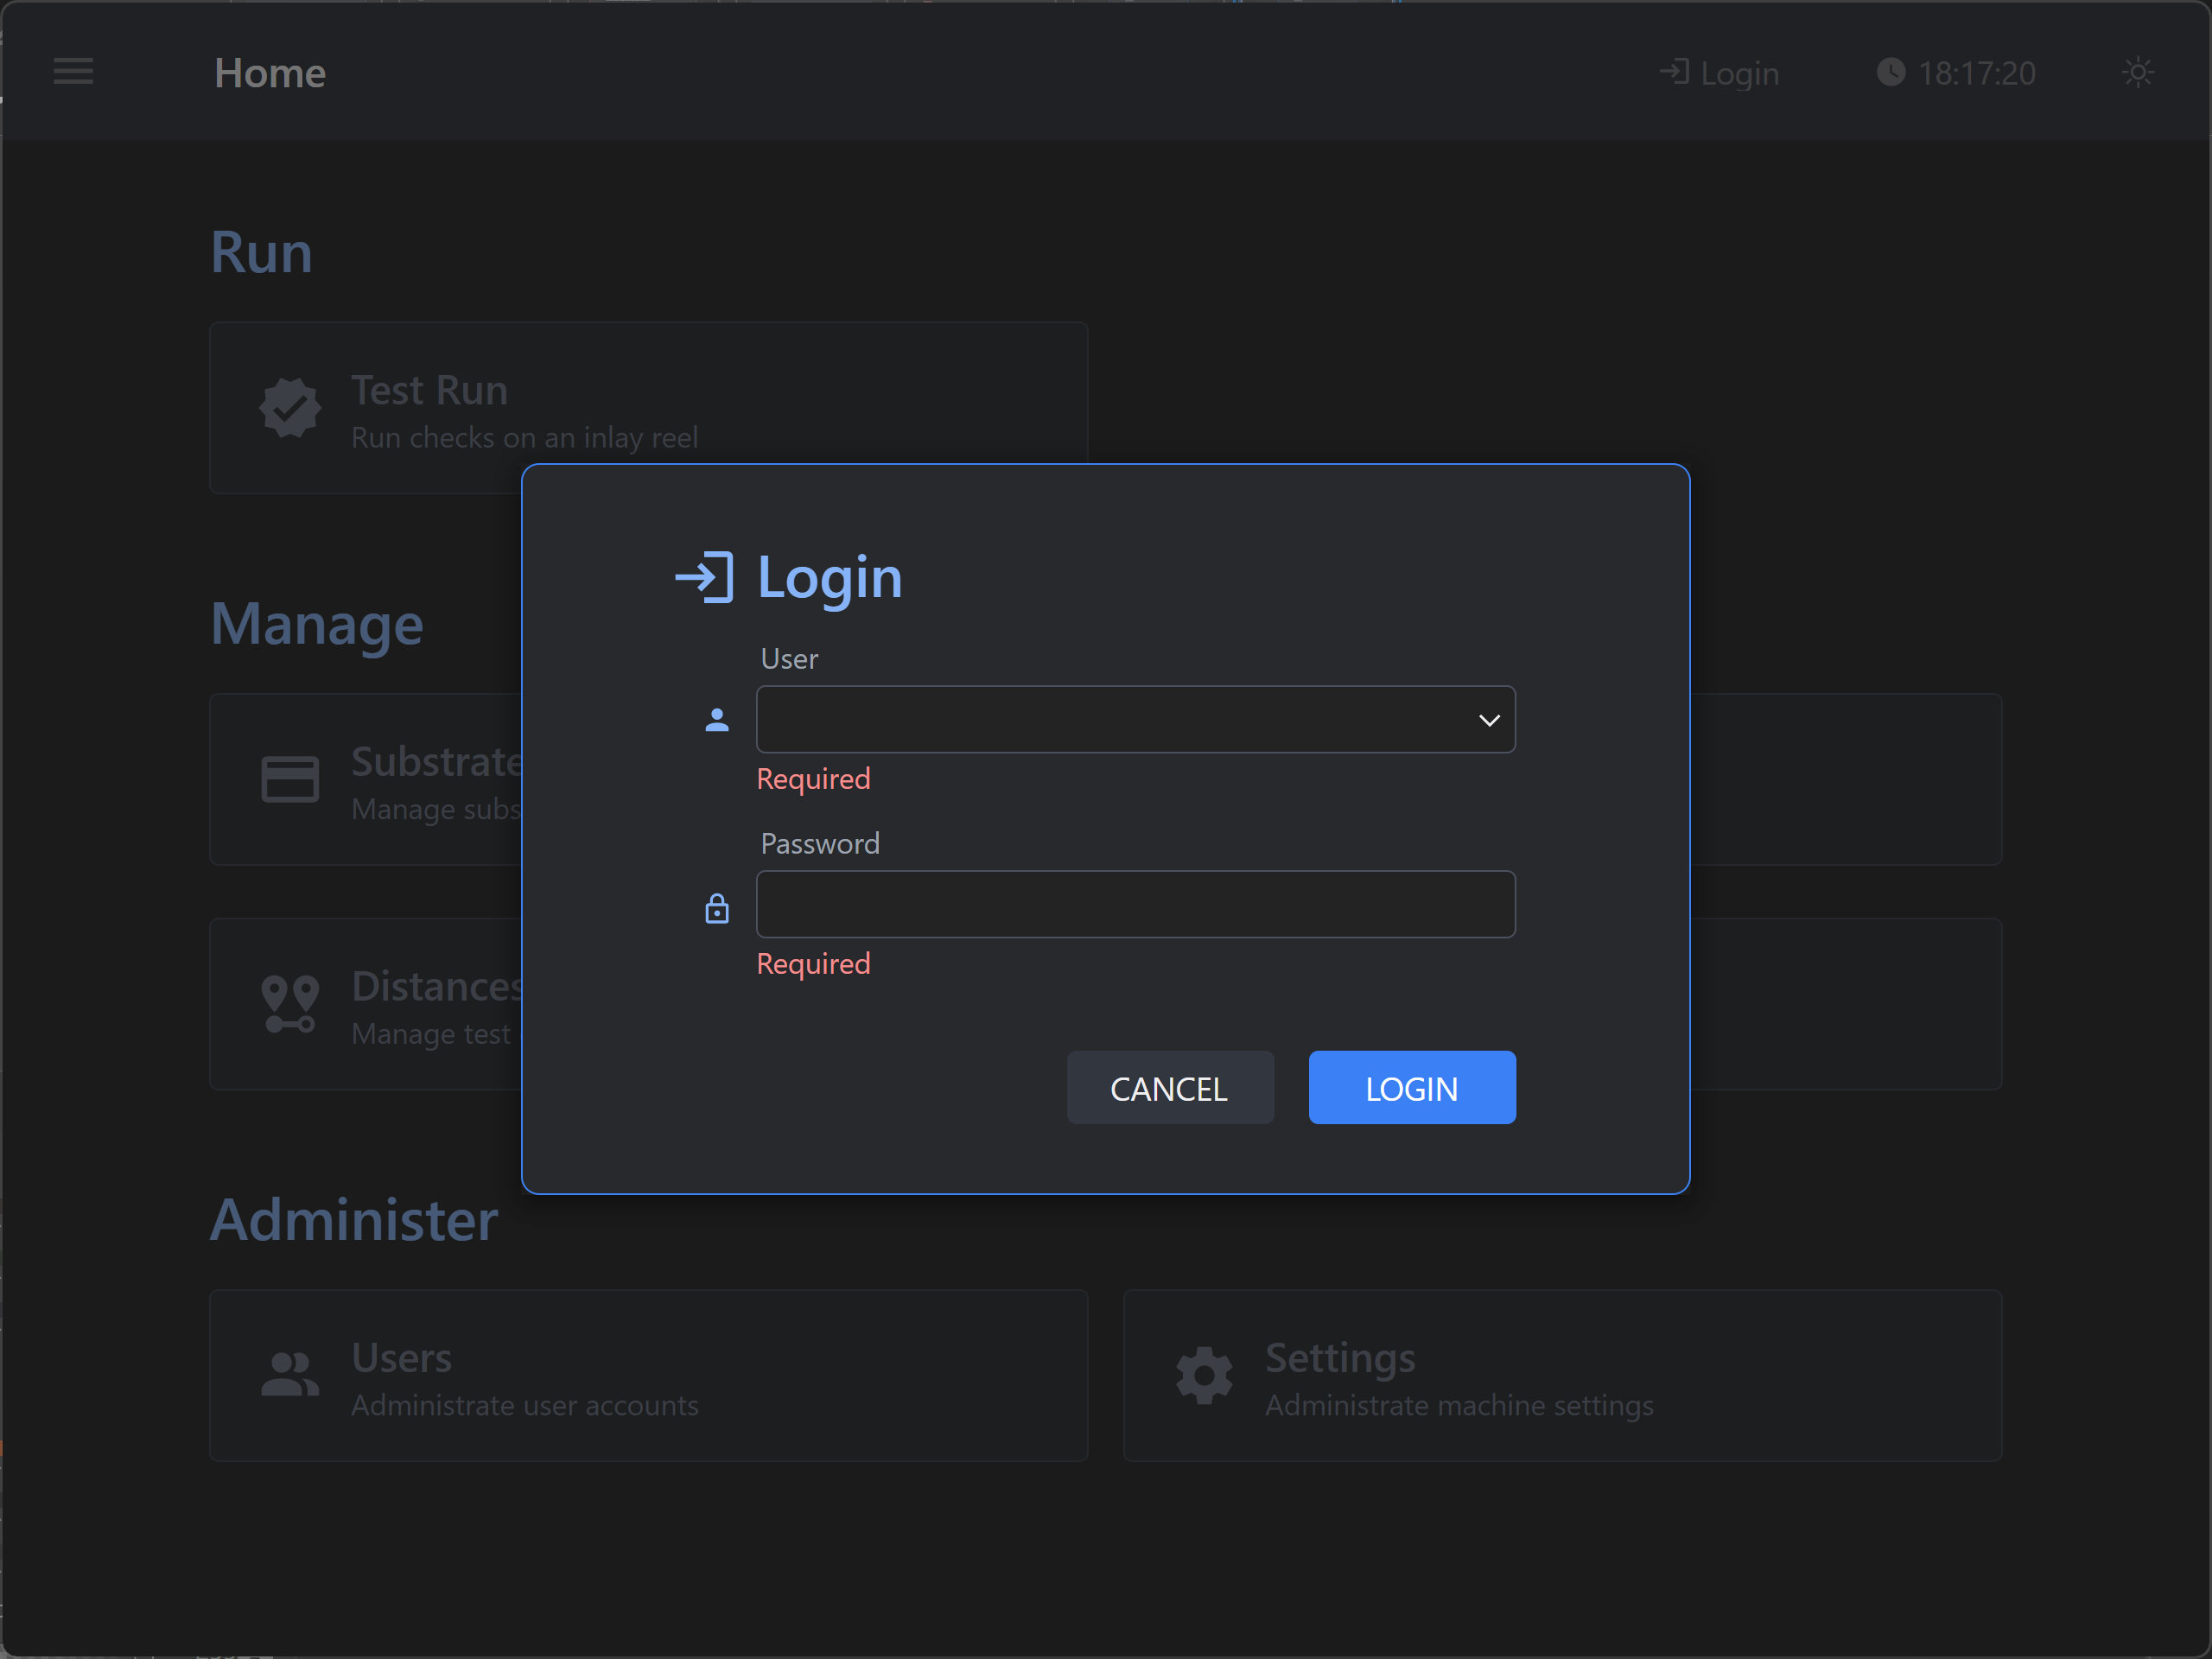 Home
Login
18:17:20
Run
Test Run
Run checks on an inlay reel
Manage
Substrate
Manage subs
Distances
Manage test
Login
User
Required
Password
Required
CANCEL
LOGIN
Administer
Users
Administrate user accounts
Settings
Administrate machine settings